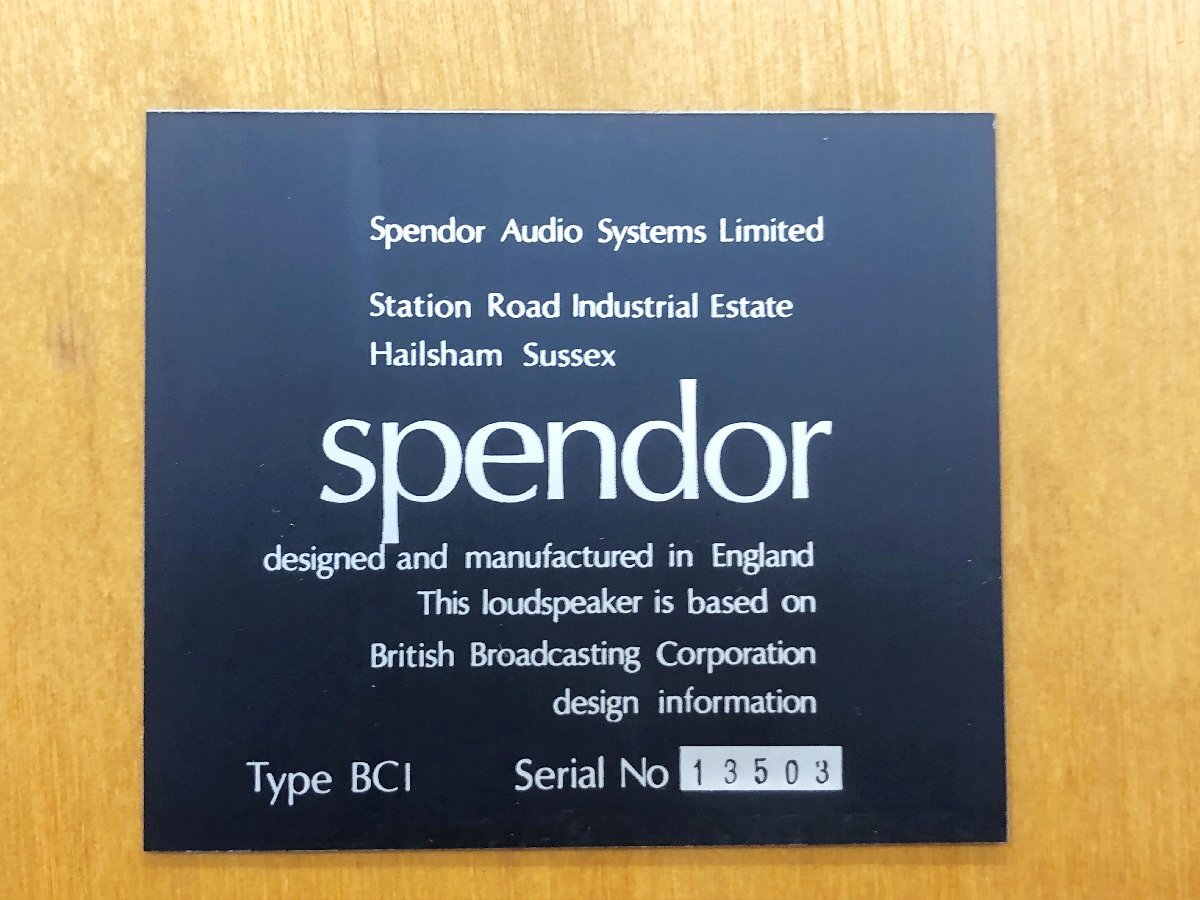 Spendor Audio Systems Limited
Station Road Industrial Estate
Hailsham Sussex
spendor
designed and manufactured in England
This loudspeaker is based on
British Broadcasting Corporation
design information
Type BC1 Serial No 13503